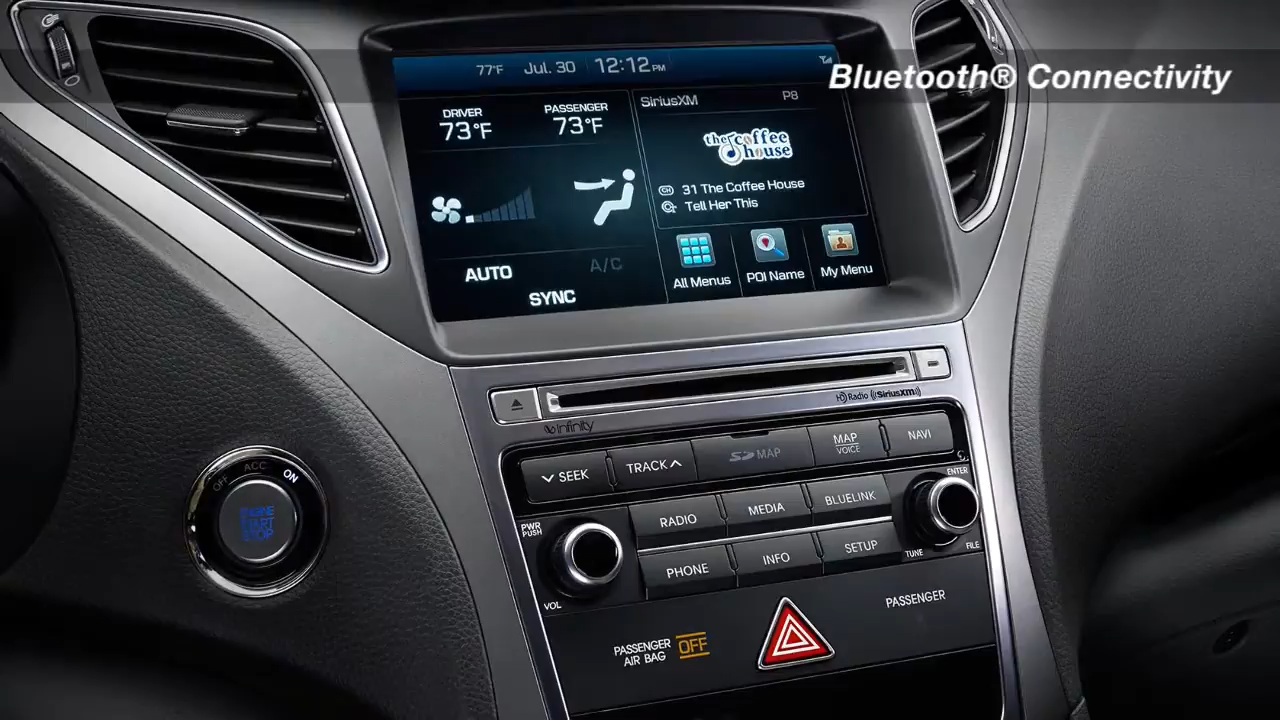 Bluetooth® Connectivity
77°F Jul. 30 12:12PM
DRIVER
73°F
PASSENGER
73°F
SiriusXM P8
the coffee
house
CH 31 The Coffee House
Tell Her This
AUTO
A/C
SYNC
All Menus
POI Name
My Menu
HD Radio ((SiriusXM))
infinity
SEEK
TRACK
SD MAP
MAP
VOICE
NAVI
OFF ACC ON
ENGINE
START
STOP
PWR
PUSH
RADIO
MEDIA
BLUELINK
ENTER
PHONE
INFO
SETUP
TUNE
FILE
VOL
PASSENGER
AIR BAG
OFF
PASSENGER